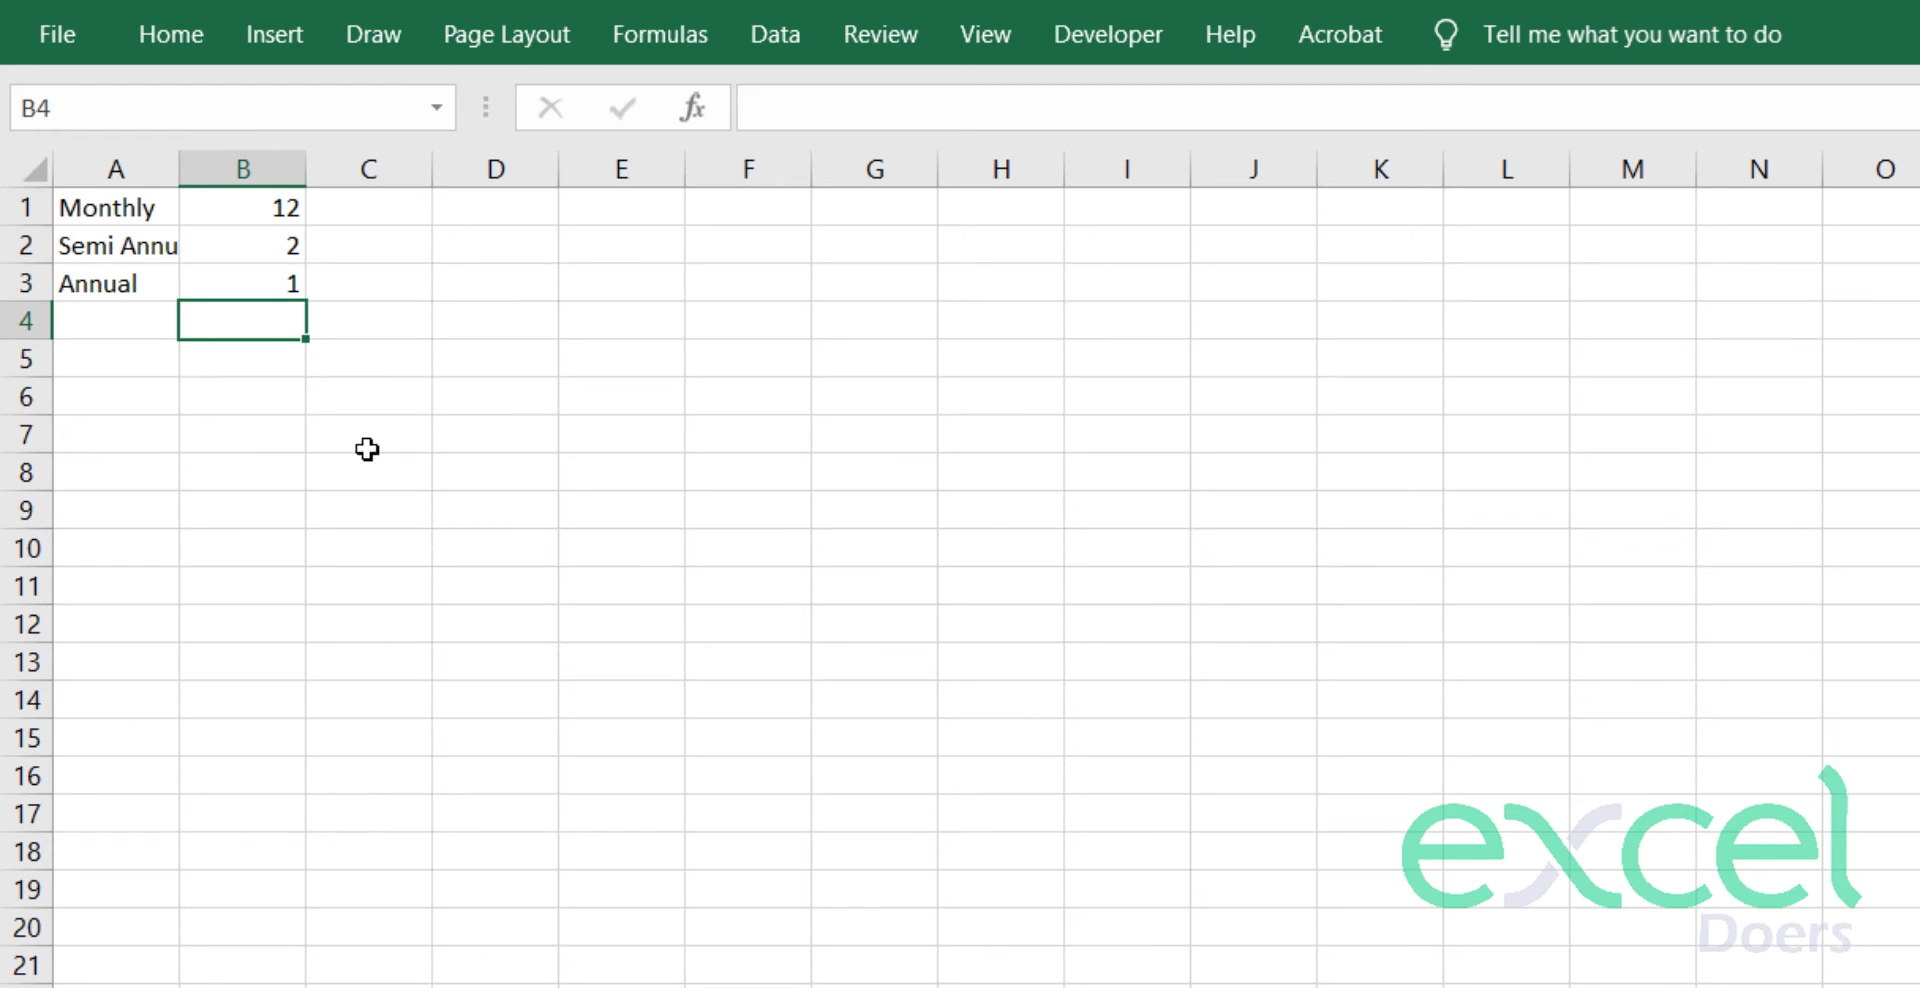 File Home Insert Draw Page Layout Formulas Data Review View Developer Help Acrobat Tell me what you want to do
B4 fx
A B C D E F G H I J K L M N O
1 Monthly 12
2 Semi Annu 2
3 Annual 1
4
5
6
7
8
9
10
11
12
13
14
15
16
17
18
19
20
21
excel
Doers